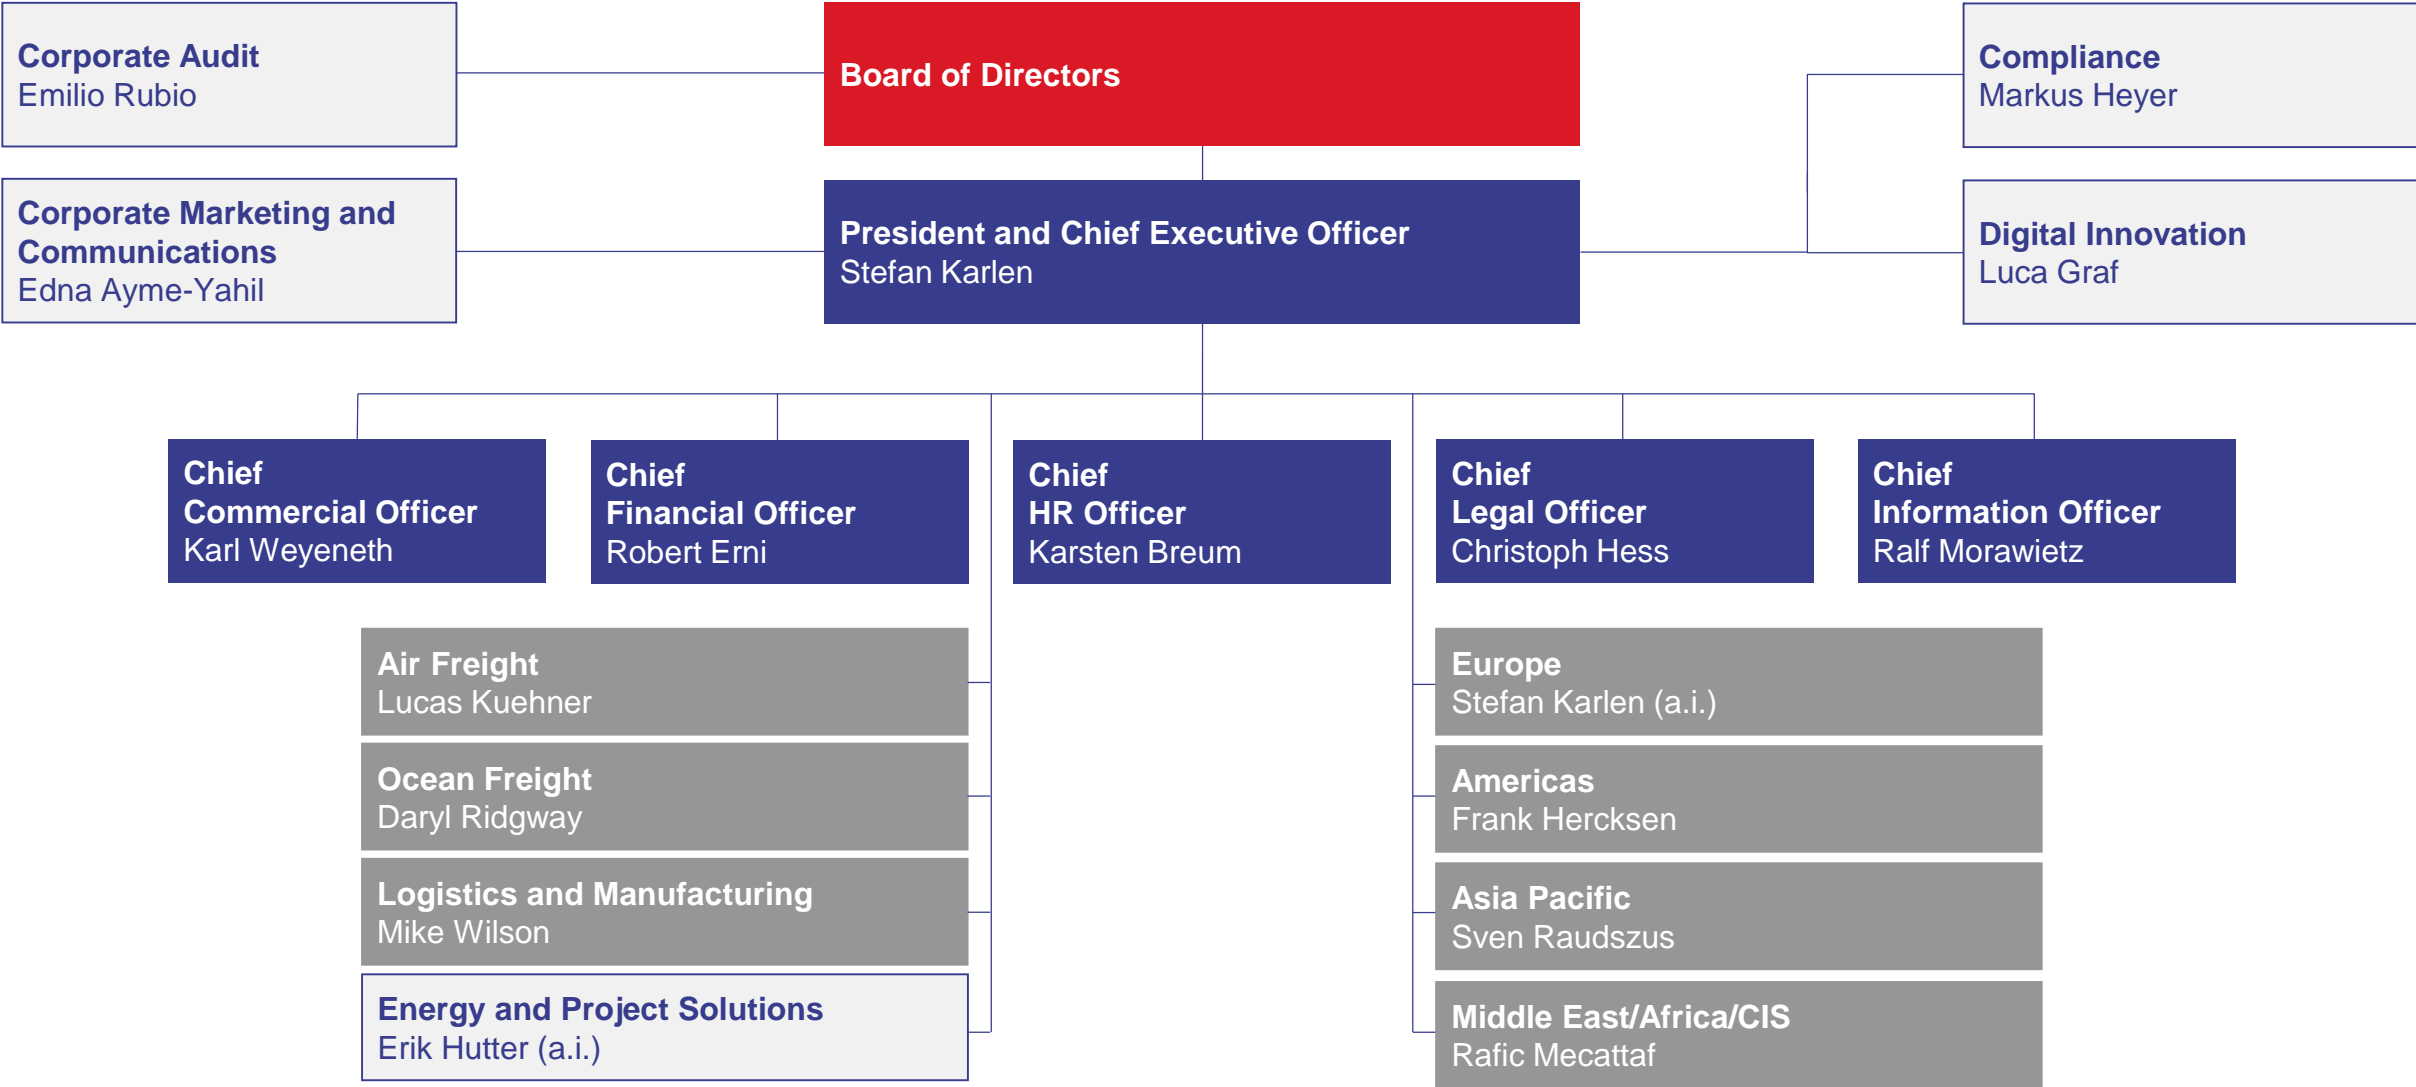 Corporate Audit
Emilio Rubio
Board of Directors
Compliance
Markus Heyer
Corporate Marketing and
Communications
Edna Ayme-Yahil
President and Chief Executive Officer
Stefan Karlen
Digital Innovation
Luca Graf
Chief
Commercial Officer
Karl Weyeneth
Chief
Financial Officer
Robert Erni
Chief
HR Officer
Karsten Breum
Chief
Legal Officer
Christoph Hess
Chief
Information Officer
Ralf Morawietz
Air Freight
Lucas Kuehner
Ocean Freight
Daryl Ridgway
Logistics and Manufacturing
Mike Wilson
Energy and Project Solutions
Erik Hutter (a.i.)
Europe
Stefan Karlen (a.i.)
Americas
Frank Hercksen
Asia Pacific
Sven Raudszus
Middle East/Africa/CIS
Rafic Mecattaf